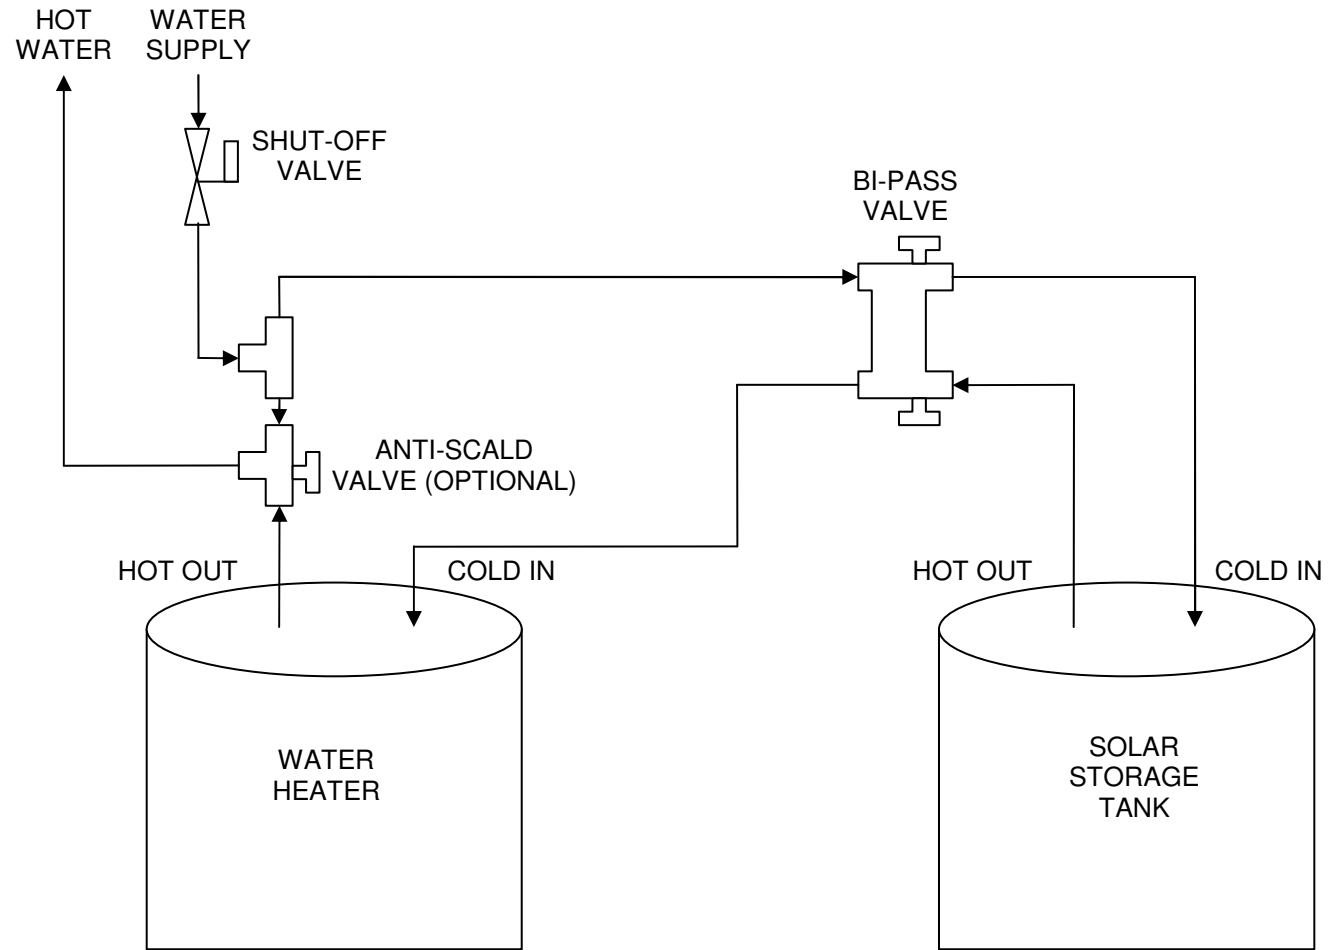 HOT
WATER
WATER
SUPPLY
SHUT-OFF
VALVE
BI-PASS
VALVE
ANTI-SCALD
VALVE (OPTIONAL)
HOT OUT
COLD IN
HOT OUT
COLD IN
WATER
HEATER
SOLAR
STORAGE
TANK